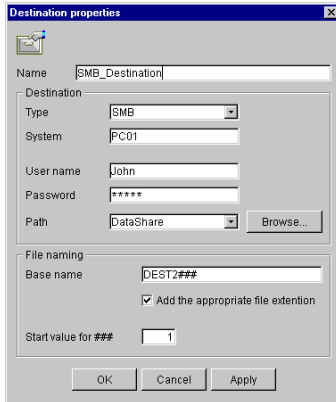 Destination properties
Name SMB_Destination
Destination
Type SMB
System PC01
User name John
Password *****
Path DataShare Browse...
File naming
Base name DEST2###
Add the appropriate file extention
Start value for ### 1
OK Cancel Apply